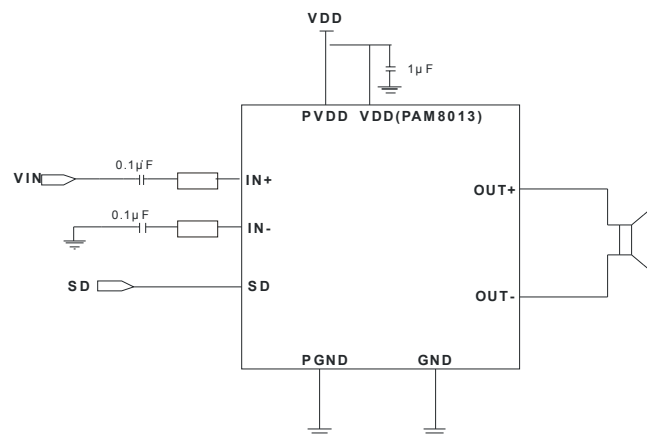 VDD
1µF
PVDD VDD(PAM8013)
0.1µF
VIN
IN+
OUT+
0.1µF
IN-
SD
SD
OUT-
PGND GND